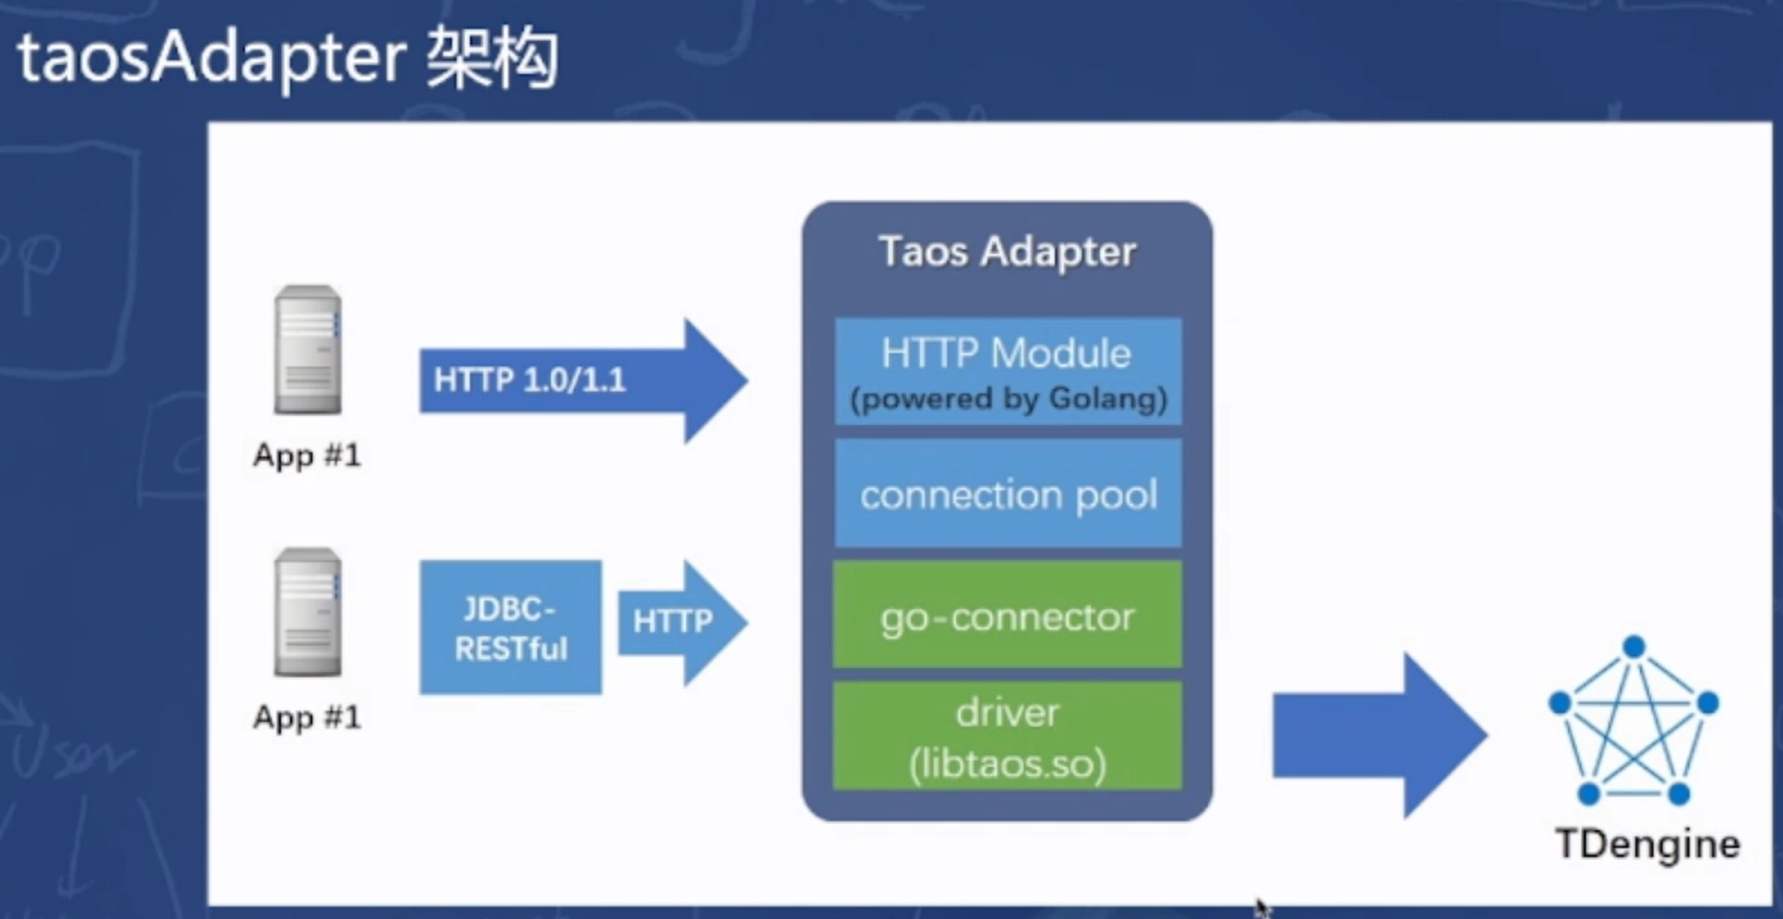 taosAdapter 架构
Taos Adapter
HTTP 1.0/1.1
App #1
HTTP Module
(powered by Golang)
connection pool
JDBC-
RESTful
HTTP
App #1
go-connector
driver
(libtaos.so)
TDengine
User